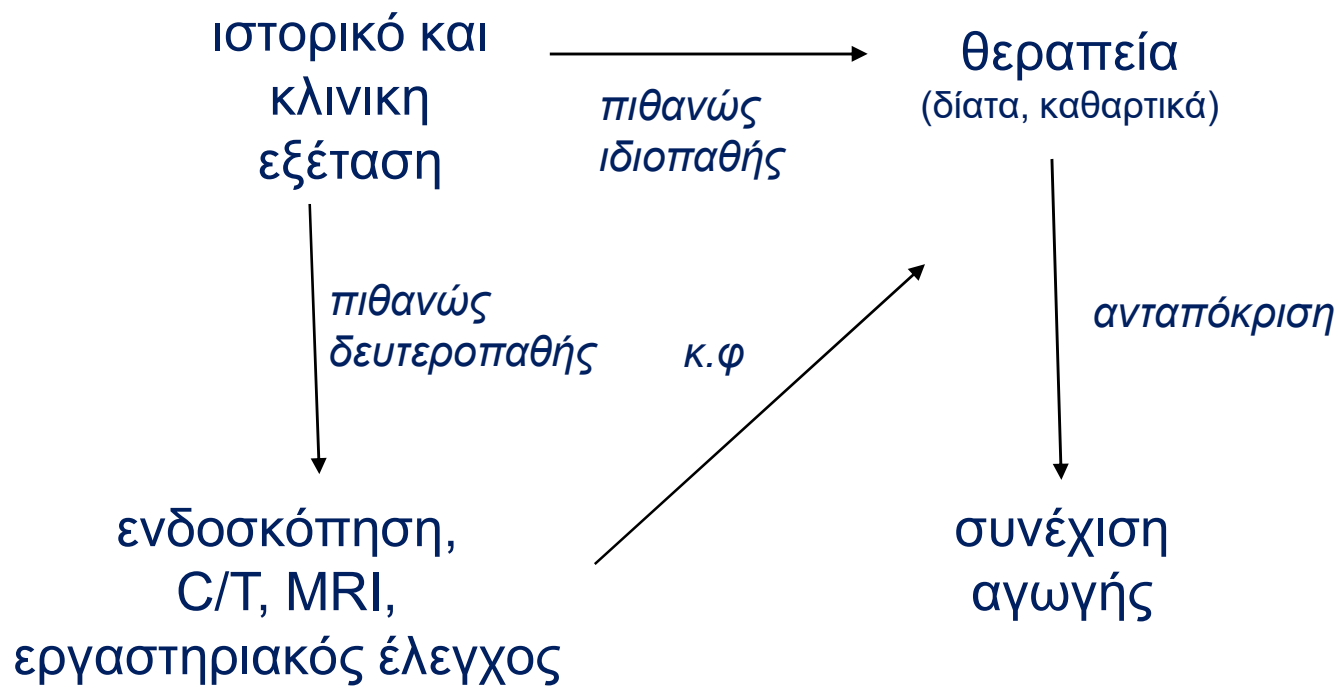 ιστορικό και
κλινικη
εξέταση
πιθανώς
ιδιοπαθής
θεραπεία
(δίατα, καθαρτικά)
πιθανώς
δευτεροπαθής
κ.φ
ανταπόκριση
ενδοσκόπηση,
C/T, MRI,
εργαστηριακός έλεγχος
συνέχιση
αγωγής